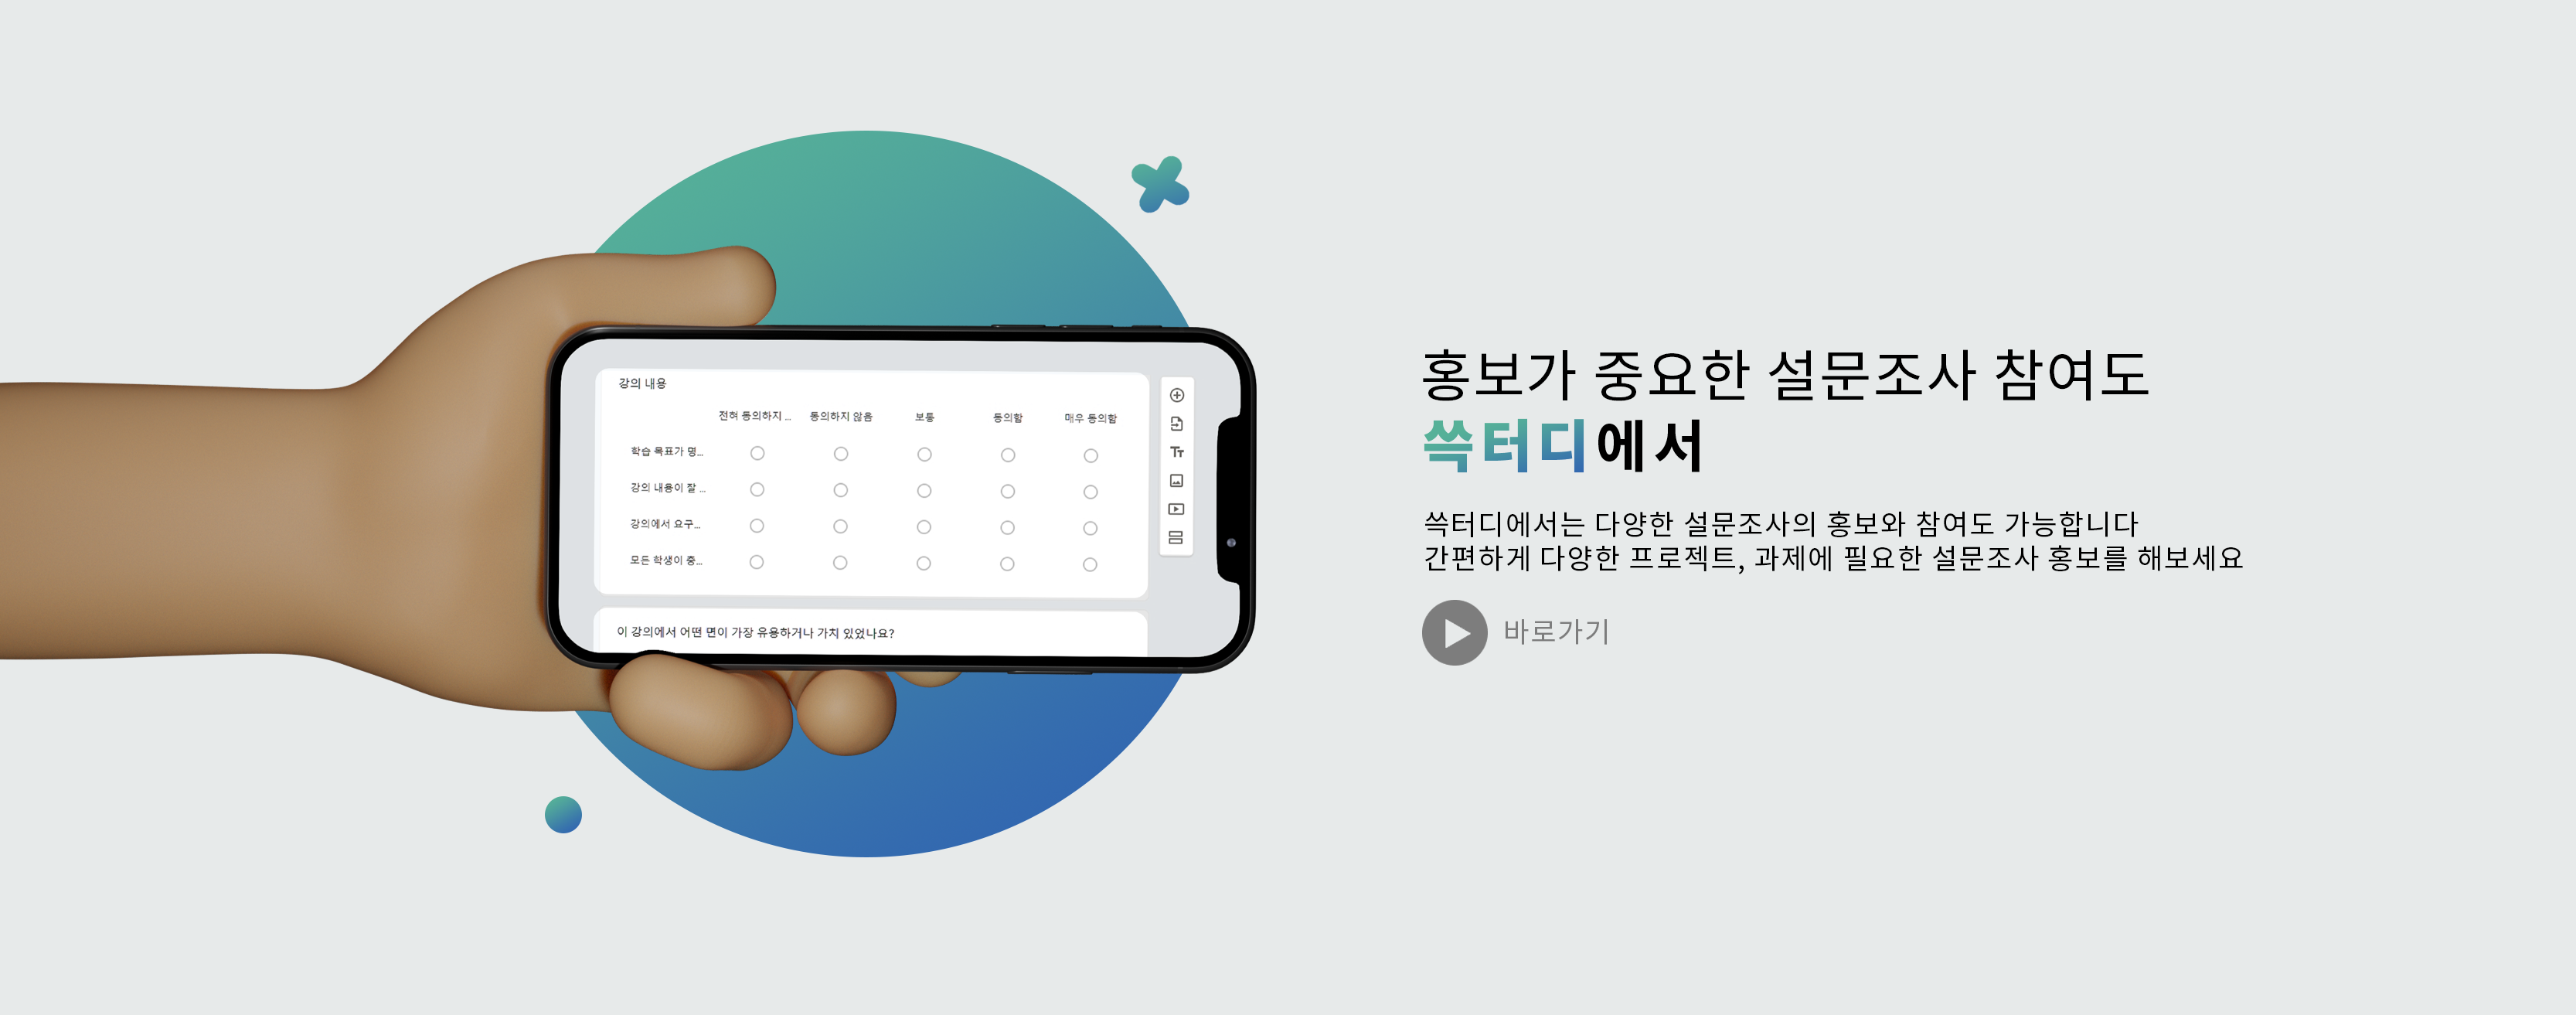 홍보가 중요한 설문조사 참여도
쓱터디에서
쓱터디에서는 다양한 설문조사의 홍보와 참여도 가능합니다
간편하게 다양한 프로젝트, 과제에 필요한 설문조사 홍보를 해보세요
바로가기
강의 내용
전혀 동의하지 ... 동의하지 않음 보통 동의함 매우 동의함
학습 목표가 명...
강의 내용이 잘 ...
강의에서 요구...
모든 학생이 중...
이 강의에서 어떤 면이 가장 유용하거나 가치 있었나요?